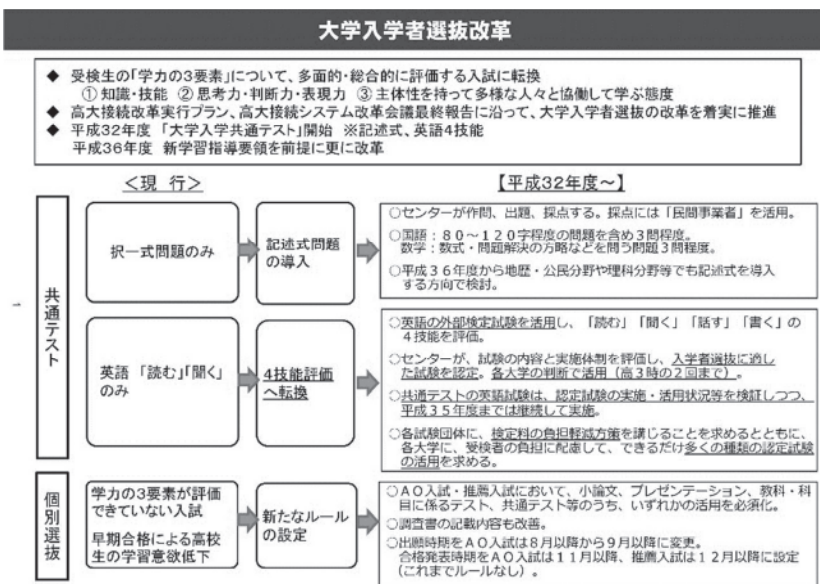 大学入学者選抜改革
◆ 受検生の「学力の3要素」について、多面的・総合的に評価する入試に転換
① 知識・技能 ② 思考力・判断力・表現力 ③ 主体性を持って多様な人々と協働して学ぶ態度
◆ 高大接続改革実行プラン、高大接続システム改革会議最終報告に沿って、大学入学者選抜の改革を着実に推進
◆ 平成32年度 「大学入学共通テスト」開始 ※記述式、英語4技能
平成36年度 新学習指導要領を前提に更に改革
<現 行>
【平成32年度~】
共通テスト
択一式問題のみ
記述式問題
の導入
○センターが作問、出題、採点する。採点には「民間事業者」を活用。
○国語:80~120字程度の問題を含め3問程度。
数学:数式・問題解決の方略などを問う問題3問程度。
○平成36年度から地歴・公民分野や理科分野等でも記述式を導入
する方向で検討。
英語 「読む」「聞く」
のみ
4技能評価
へ転換
○英語の外部検定試験を活用し、「読む」「聞く」「話す」「書く」の
4技能を評価。
○センターが、試験の内容と実施体制を評価し、入学者選抜に適し
た試験を認定。各大学の判断で活用(高3時の2回まで)。
○共通テストの英語試験は、認定試験の実施・活用状況等を検証しつつ、
平成35年度までは継続して実施。
○各試験団体に、検定料の負担軽減方策を講じることを求めるとともに、
各大学に、受検者の負担に配慮して、できるだけ多くの種類の認定試験
の活用を求める。
個別選抜
学力の3要素が評価
できていない入試
早期合格による高校
生の学習意欲低下
新たなルール
の設定
○AO入試・推薦入試において、小論文、プレゼンテーション、教科・科
目に係るテスト、共通テスト等のうち、いずれかの活用を必須化。
○調査書の記載内容も改善。
○出願時期をAO入試は8月以降から9月以降に変更。
合格発表時期をAO入試は11月以降、推薦入試は12月以降に設定
(これまでルールなし)。